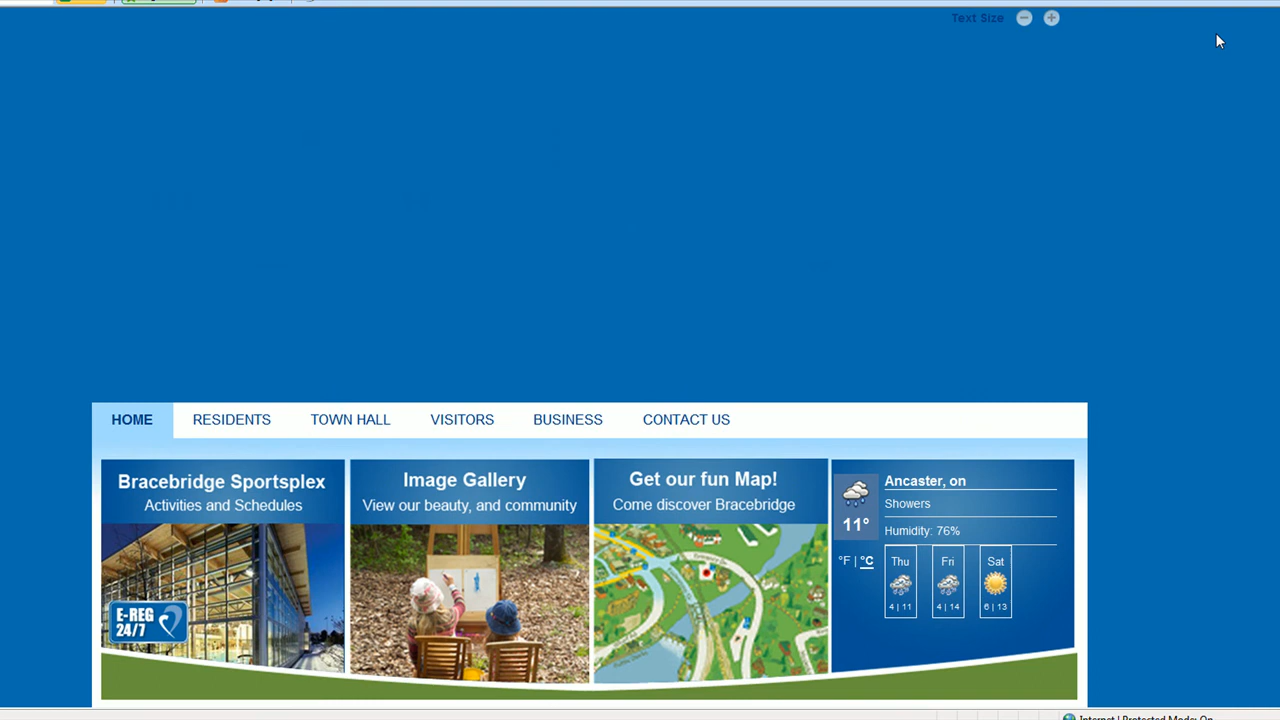 Text Size
HOME RESIDENTS TOWN HALL VISITORS BUSINESS CONTACT US
Bracebridge Sportsplex
Activities and Schedules
E-REG
24/7
Image Gallery
View our beauty, and community
Get our fun Map!
Come discover Bracebridge
Ancaster, on
Showers
Humidity: 76%
11°
°F | °C
Thu Fri Sat
4 | 11 4 | 14 6 | 13
Internet | Protected Mode: On